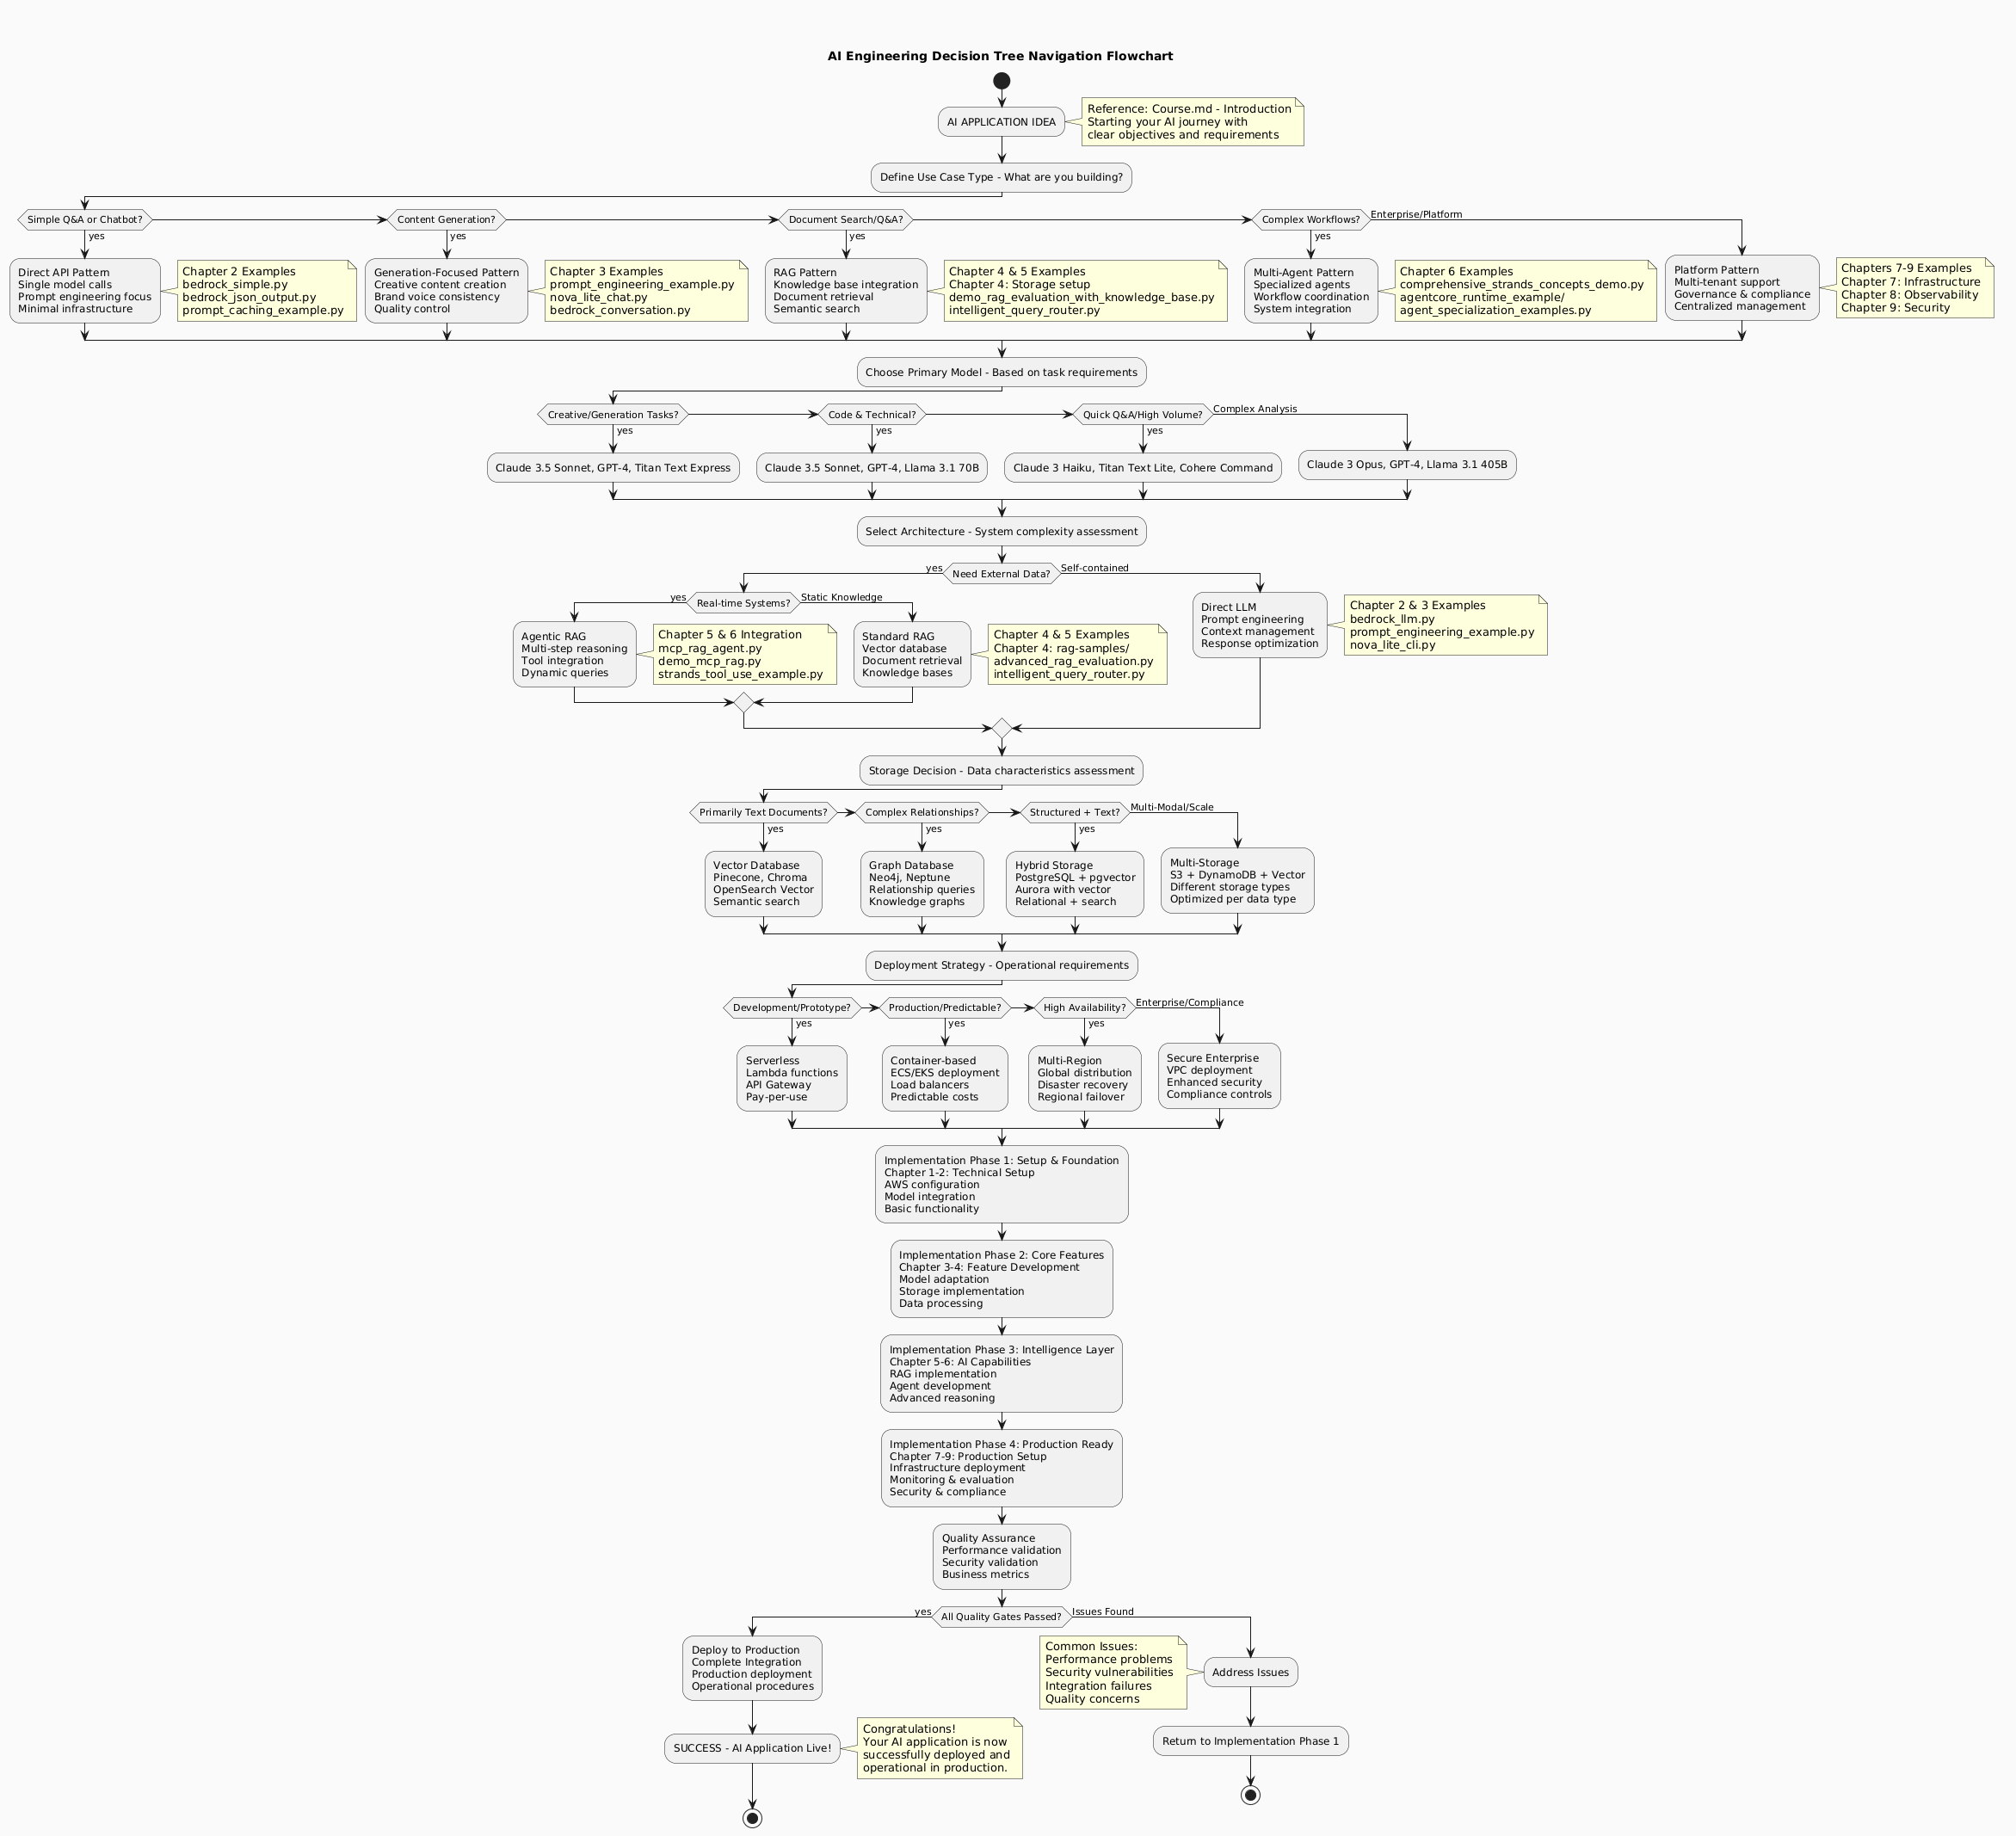 AI Engineering Decision Tree Navigation Flowchart
AI APPLICATION IDEA
Reference: Course.md - Introduction
Starting your AI journey with
clear objectives and requirements
Define Use Case Type - What are you building?
Simple Q&A or Chatbot?
yes
Direct API Pattern
Single model calls
Prompt engineering focus
Minimal infrastructure
Chapter 2 Examples
bedrock_simple.py
bedrock_json_output.py
prompt_caching_example.py
Content Generation?
yes
Generation-Focused Pattern
Creative content creation
Brand voice consistency
Quality control
Chapter 3 Examples
prompt_engineering_example.py
nova_lite_chat.py
bedrock_conversation.py
Document Search/Q&A?
yes
RAG Pattern
Knowledge base integration
Document retrieval
Semantic search
Chapter 4 & 5 Examples
Chapter 4: Storage setup
demo_rag_evaluation_with_knowledge_base.py
intelligent_query_router.py
Complex Workflows?
yes
Multi-Agent Pattern
Specialized agents
Workflow coordination
System integration
Chapter 6 Examples
comprehensive_strands_concepts_demo.py
agentcore_runtime_example/
agent_specialization_examples.py
Enterprise/Platform
Platform Pattern
Multi-tenant support
Governance & compliance
Centralized management
Chapters 7-9 Examples
Chapter 7: Infrastructure
Chapter 8: Observability
Chapter 9: Security
Choose Primary Model - Based on task requirements
Creative/Generation Tasks?
yes
Claude 3.5 Sonnet, GPT-4, Titan Text Express
Code & Technical?
yes
Claude 3.5 Sonnet, GPT-4, Llama 3.1 70B
Quick Q&A/High Volume?
yes
Claude 3 Haiku, Titan Text Lite, Cohere Command
Complex Analysis
Claude 3 Opus, GPT-4, Llama 3.1 405B
Select Architecture - System complexity assessment
Need External Data?
yes
Self-contained
Real-time Systems?
yes
Static Knowledge
Agentic RAG
Multi-step reasoning
Tool integration
Dynamic queries
Chapter 5 & 6 Integration
mcp_rag_agent.py
demo_mcp_rag.py
strands_tool_use_example.py
Standard RAG
Vector database
Document retrieval
Knowledge bases
Chapter 4 & 5 Examples
Chapter 4: rag-samples/
advanced_rag_evaluation.py
intelligent_query_router.py
Direct LLM
Prompt engineering
Context management
Response optimization
Chapter 2 & 3 Examples
bedrock_llm.py
prompt_engineering_example.py
nova_lite_cli.py
Storage Decision - Data characteristics assessment
Primarily Text Documents?
yes
Vector Database
Pinecone, Chroma
OpenSearch Vector
Semantic search
Complex Relationships?
yes
Graph Database
Neo4j, Neptune
Relationship queries
Knowledge graphs
Structured + Text?
yes
Hybrid Storage
PostgreSQL + pgvector
Aurora with vector
Relational + search
Multi-Modal/Scale
Multi-Storage
S3 + DynamoDB + Vector
Different storage types
Optimized per data type
Deployment Strategy - Operational requirements
Development/Prototype?
yes
Serverless
Lambda functions
API Gateway
Pay-per-use
Production/Predictable?
yes
Container-based
ECS/EKS deployment
Load balancers
Predictable costs
High Availability?
yes
Multi-Region
Global distribution
Disaster recovery
Regional failover
Enterprise/Compliance
Secure Enterprise
VPC deployment
Enhanced security
Compliance controls
Implementation Phase 1: Setup & Foundation
Chapter 1-2: Technical Setup
AWS configuration
Model integration
Basic functionality
Implementation Phase 2: Core Features
Chapter 3-4: Feature Development
Model adaptation
Storage implementation
Data processing
Implementation Phase 3: Intelligence Layer
Chapter 5-6: AI Capabilities
RAG implementation
Agent development
Advanced reasoning
Implementation Phase 4: Production Ready
Chapter 7-9: Production Setup
Infrastructure deployment
Monitoring & evaluation
Security & compliance
Quality Assurance
Performance validation
Security validation
Business metrics
All Quality Gates Passed?
yes
Issues Found
Deploy to Production
Complete Integration
Production deployment
Operational procedures
SUCCESS - AI Application Live!
Congratulations!
Your AI application is now
successfully deployed and
operational in production.
Common Issues:
Performance problems
Security vulnerabilities
Integration failures
Quality concerns
Address Issues
Return to Implementation Phase 1